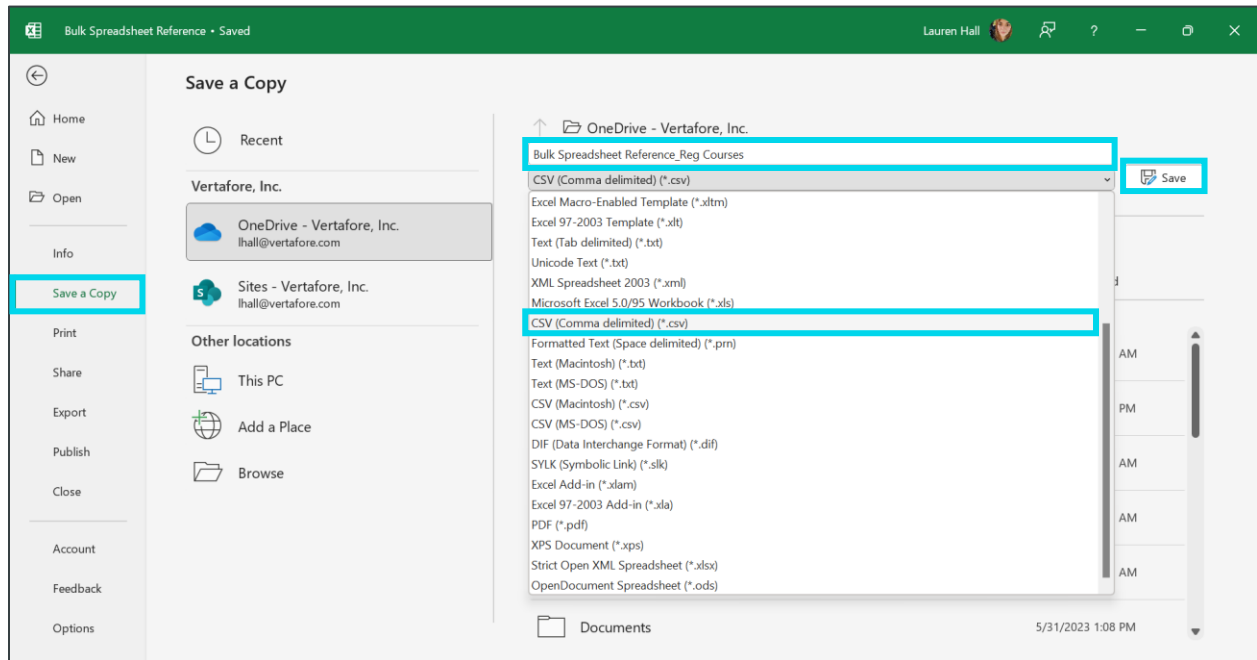 Bulk Spreadsheet Reference • Saved
Lauren Hall
?
Home
New
Open
Info
Save a Copy
Print
Share
Export
Publish
Close
Account
Feedback
Options
Save a Copy
Recent
Vertafore, Inc.
OneDrive - Vertafore, Inc.
lhall@vertafore.com
Sites - Vertafore, Inc.
lhall@vertafore.com
Other locations
This PC
Add a Place
Browse
OneDrive - Vertafore, Inc.
Bulk Spreadsheet Reference_Reg Courses
CSV (Comma delimited) (*.csv)
Save
Excel Macro-Enabled Template (*.xltm)
Excel 97-2003 Template (*.xlt)
Text (Tab delimited) (*.txt)
Unicode Text (*.txt)
XML Spreadsheet 2003 (*.xml)
Microsoft Excel 5.0/95 Workbook (*.xls)
CSV (Comma delimited) (*.csv)
Formatted Text (Space delimited) (*.prn)
Text (Macintosh) (*.txt)
Text (MS-DOS) (*.txt)
CSV (Macintosh) (*.csv)
CSV (MS-DOS) (*.csv)
DIF (Data Interchange Format) (*.dif)
SYLK (Symbolic Link) (*.slk)
Excel Add-in (*.xlam)
Excel 97-2003 Add-in (*.xla)
PDF (*.pdf)
XPS Document (*.xps)
Strict Open XML Spreadsheet (*.xlsx)
OpenDocument Spreadsheet (*.ods)
AM
PM
AM
AM
AM
Documents 5/31/2023 1:08 PM